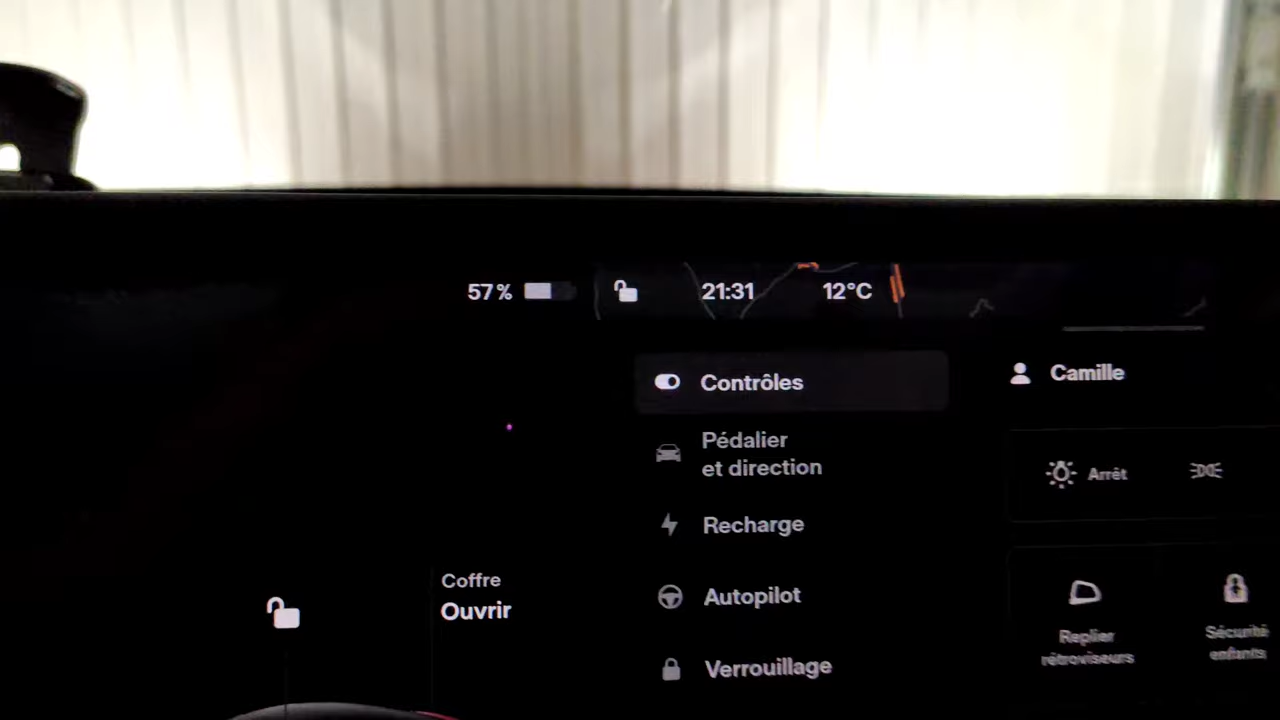 57 %
21:31
12°C
Contrôles
Camille
Pédalier
et direction
Arrêt
Recharge
Coffre
Ouvrir
Autopilot
Replier
rétroviseurs
Sécurité
enfants
Verrouillage